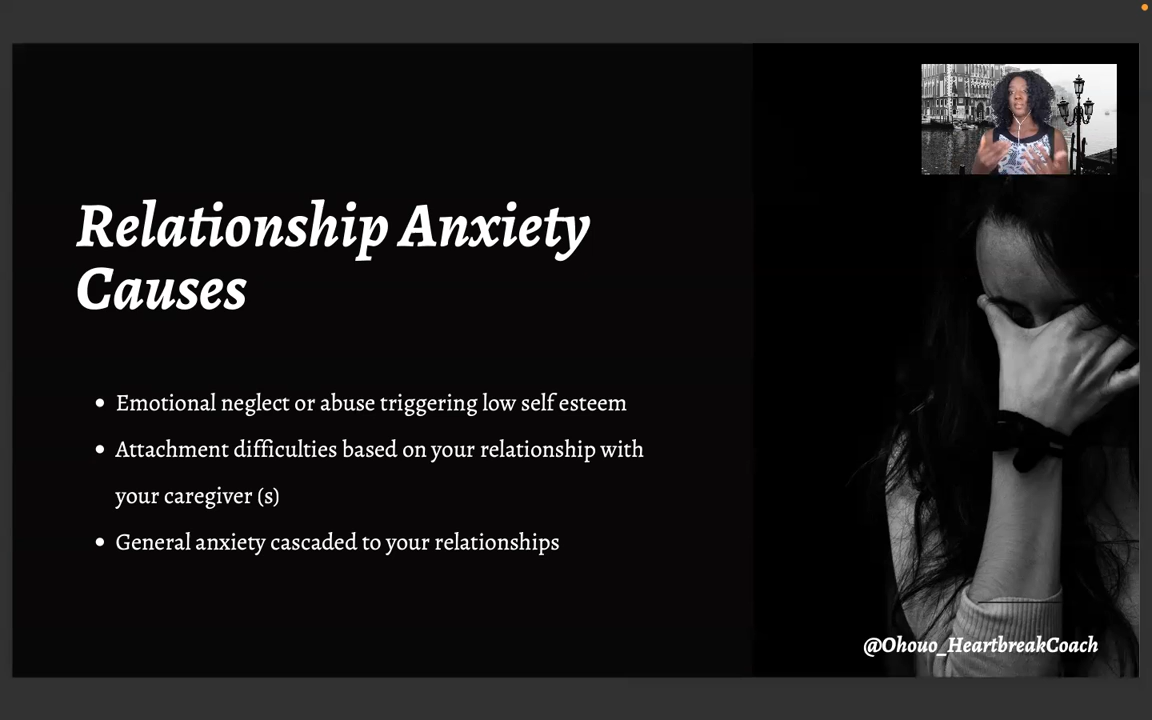 Relationship Anxiety
Causes
• Emotional neglect or abuse triggering low self esteem
• Attachment difficulties based on your relationship with
your caregiver (s)
• General anxiety cascaded to your relationships
@Ohouo_HeartbreakCoach